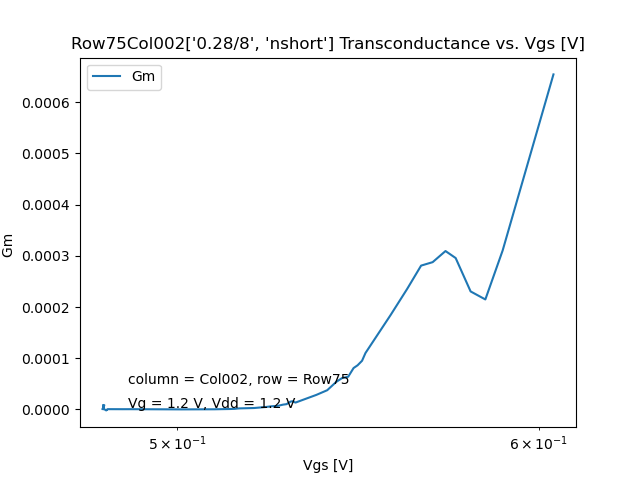 Row75Col002['0.28/8', 'nshort'] Transconductance vs. Vgs [V]
Gm
0.0006
0.0005
0.0004
0.0003
0.0002
0.0001
0.0000
Gm
column = Col002, row = Row75
Vg = 1.2 V, Vdd = 1.2 V
5 × 10⁻¹
6 × 10⁻¹
Vgs [V]